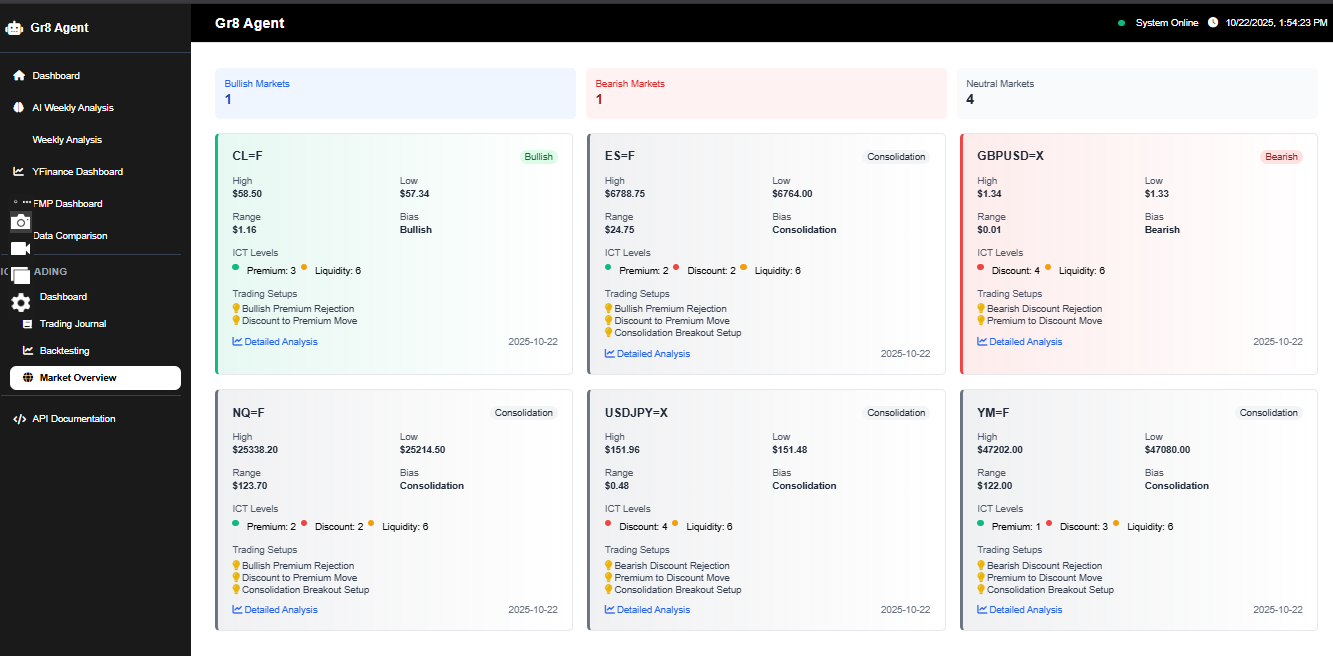 Gr8 Agent
Gr8 Agent
System Online 10/22/2025, 1:54:23 PM
Dashboard
AI Weekly Analysis
Weekly Analysis
YFinance Dashboard
FMP Dashboard
Data Comparison
ADING
Dashboard
Trading Journal
Backtesting
Market Overview
API Documentation
Bullish Markets
1
Bearish Markets
1
Neutral Markets
4
CL=F Bullish
High Low
$58.50 $57.34
Range Bias
$1.16 Bullish
ICT Levels
Premium: 3 Liquidity: 6
Trading Setups
Bullish Premium Rejection
Discount to Premium Move
Detailed Analysis 2025-10-22
ES=F Consolidation
High Low
$6788.75 $6764.00
Range Bias
$24.75 Consolidation
ICT Levels
Premium: 2 Discount: 2 Liquidity: 6
Trading Setups
Bullish Premium Rejection
Discount to Premium Move
Consolidation Breakout Setup
Detailed Analysis 2025-10-22
GBPUSD=X Bearish
High Low
$1.34 $1.33
Range Bias
$0.01 Bearish
ICT Levels
Discount: 4 Liquidity: 6
Trading Setups
Bearish Discount Rejection
Premium to Discount Move
Detailed Analysis 2025-10-22
NQ=F Consolidation
High Low
$25338.20 $25214.50
Range Bias
$123.70 Consolidation
ICT Levels
Premium: 2 Discount: 2 Liquidity: 6
Trading Setups
Bullish Premium Rejection
Discount to Premium Move
Consolidation Breakout Setup
Detailed Analysis 2025-10-22
USDJPY=X Consolidation
High Low
$151.96 $151.48
Range Bias
$0.48 Consolidation
ICT Levels
Discount: 4 Liquidity: 6
Trading Setups
Bearish Discount Rejection
Premium to Discount Move
Consolidation Breakout Setup
Detailed Analysis 2025-10-22
YM=F Consolidation
High Low
$47202.00 $47080.00
Range Bias
$122.00 Consolidation
ICT Levels
Premium: 1 Discount: 3 Liquidity: 6
Trading Setups
Bearish Discount Rejection
Premium to Discount Move
Consolidation Breakout Setup
Detailed Analysis 2025-10-22